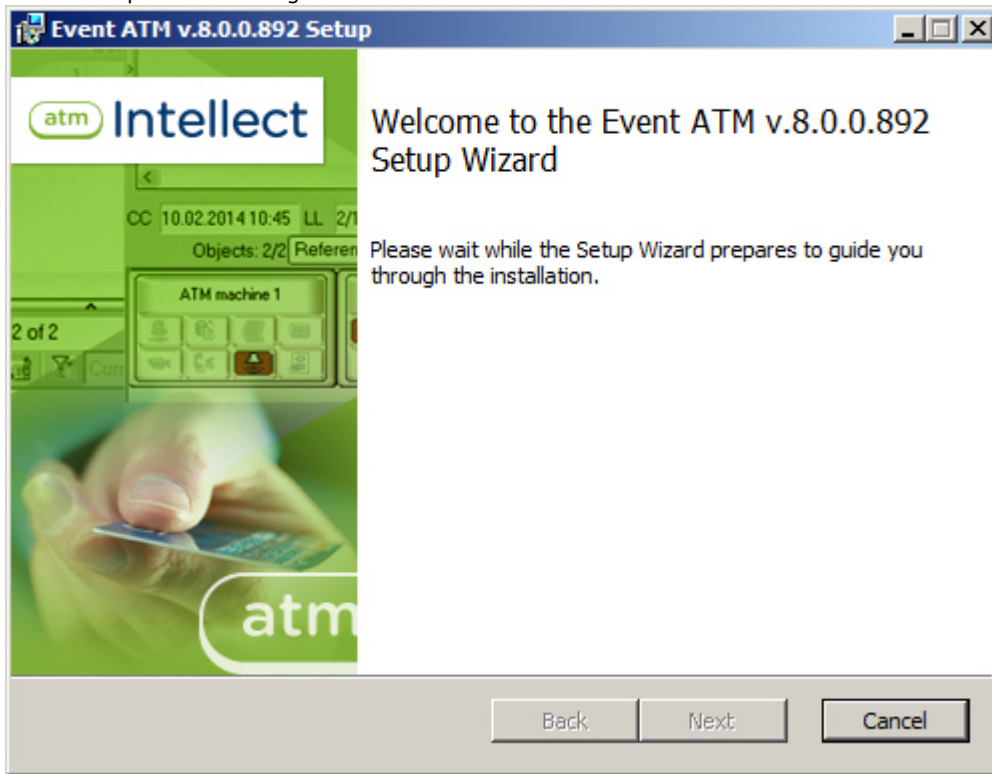 Event ATM v.8.0.0.892 Setup
atm Intellect
Welcome to the Event ATM v.8.0.0.892
Setup Wizard
CC 10.02.2014 10:45 LL
Objects: 2/2
Please wait while the Setup Wizard prepares to guide you
through the installation.
ATM machine 1
2 of 2
atm
Back Next Cancel